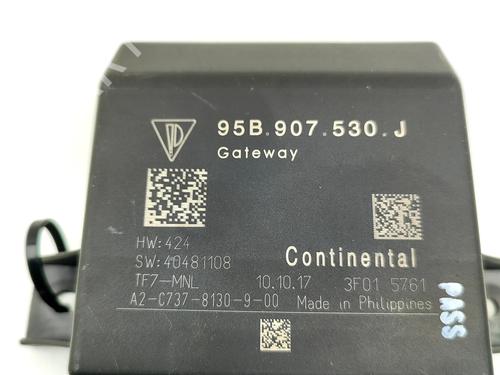 95B.907.530.J
Gateway
HW:424
SW:40481108
Continental
TF7-MNL 10.10.17 3F01 5761
A2-C737-8130-9-00 Made in Philippines
PASS